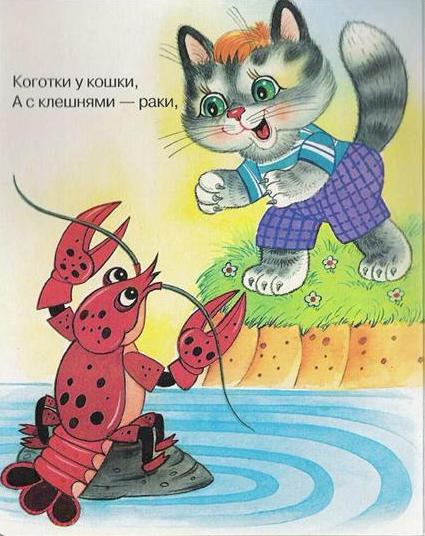 Коготки у кошки,
А с клешнями — раки,